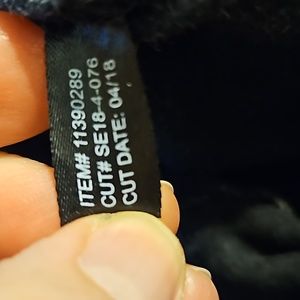 ITEM# 11390289
CUT# SE18-4-076
CUT DATE: 04/18